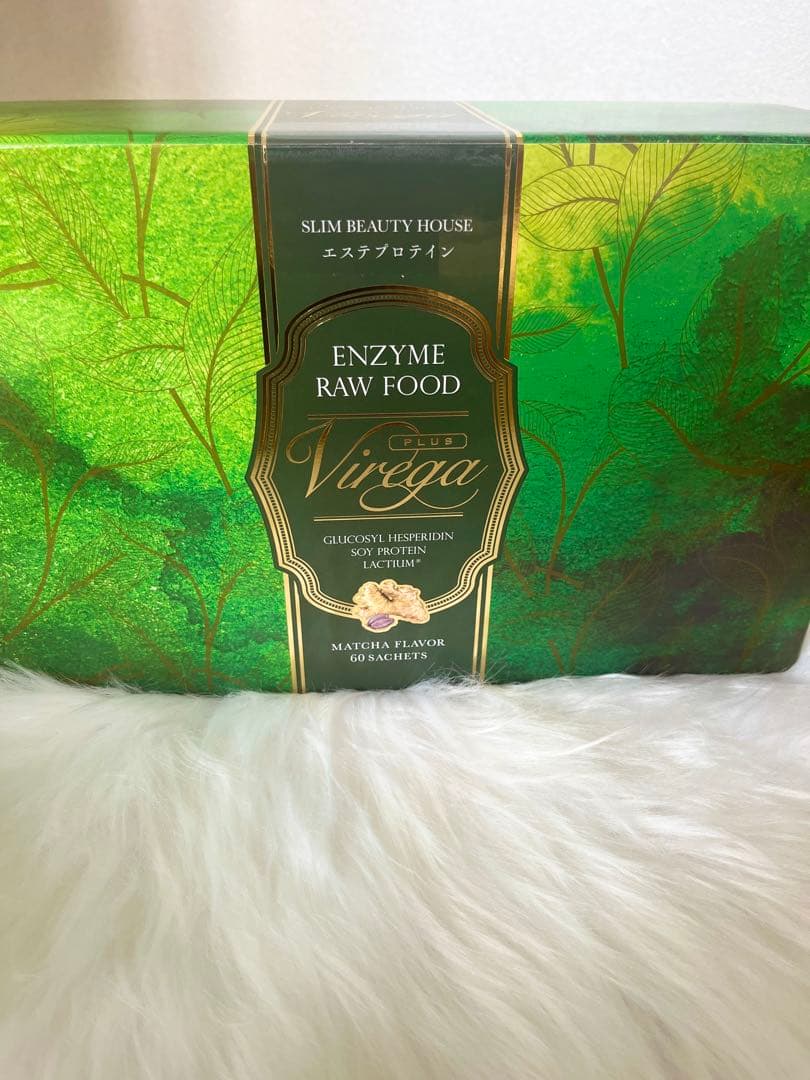 SLIM BEAUTY HOUSE
エステプロテイン
ENZYME
RAW FOOD
PLUS
Virega
GLUCOSYL HESPERIDIN
SOY PROTEIN
LACTIUM®
MATCHA FLAVOR
60 SACHETS